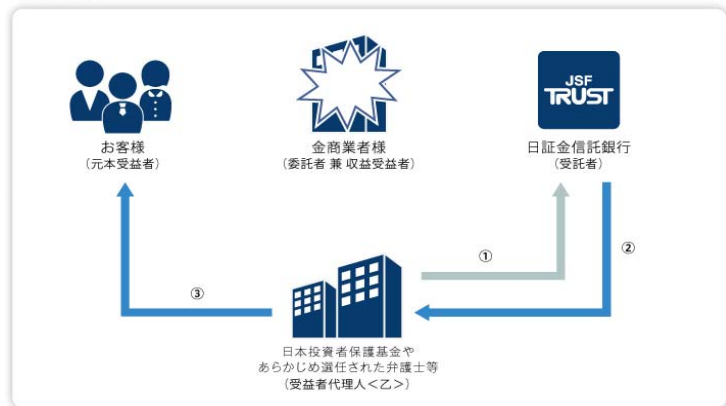 JSF
TRUST
お客様
（元本受益者）
金商業者様
（委託者 兼 収益受益者）
日証金信託銀行
（受託者）
①
②
③
日本投資者保護基金や
あらかじめ選任された弁護士等
（受益者代理人＜乙＞）